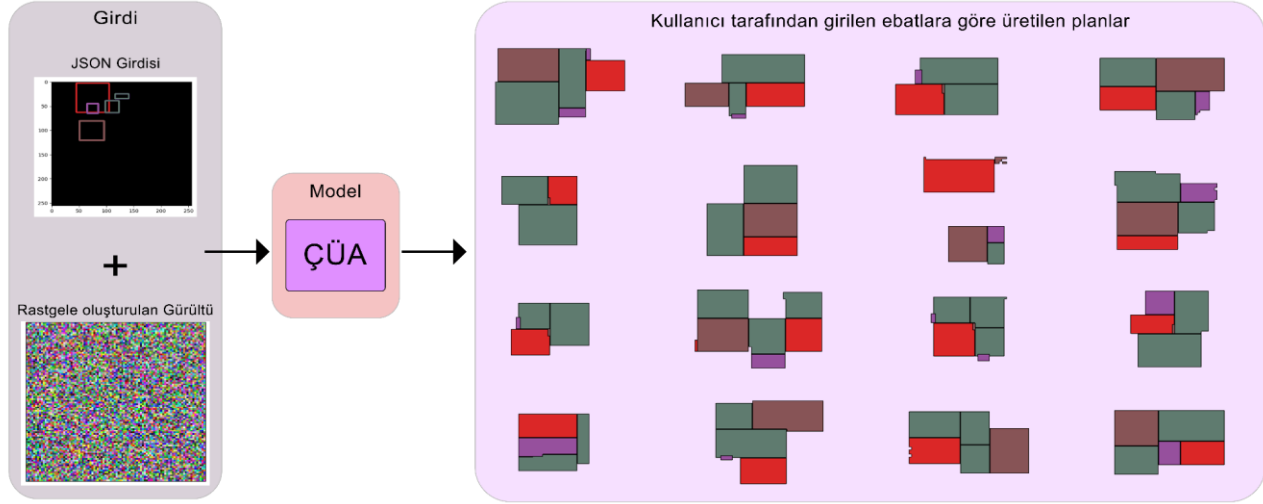 Girdi
JSON Girdisi
0
50
100
150
200
250
0 50 100 150 200 250
+
Rastgele oluşturulan Gürültü
Model
ÇÜA
Kullanıcı tarafından girilen ebatlara göre üretilen planlar